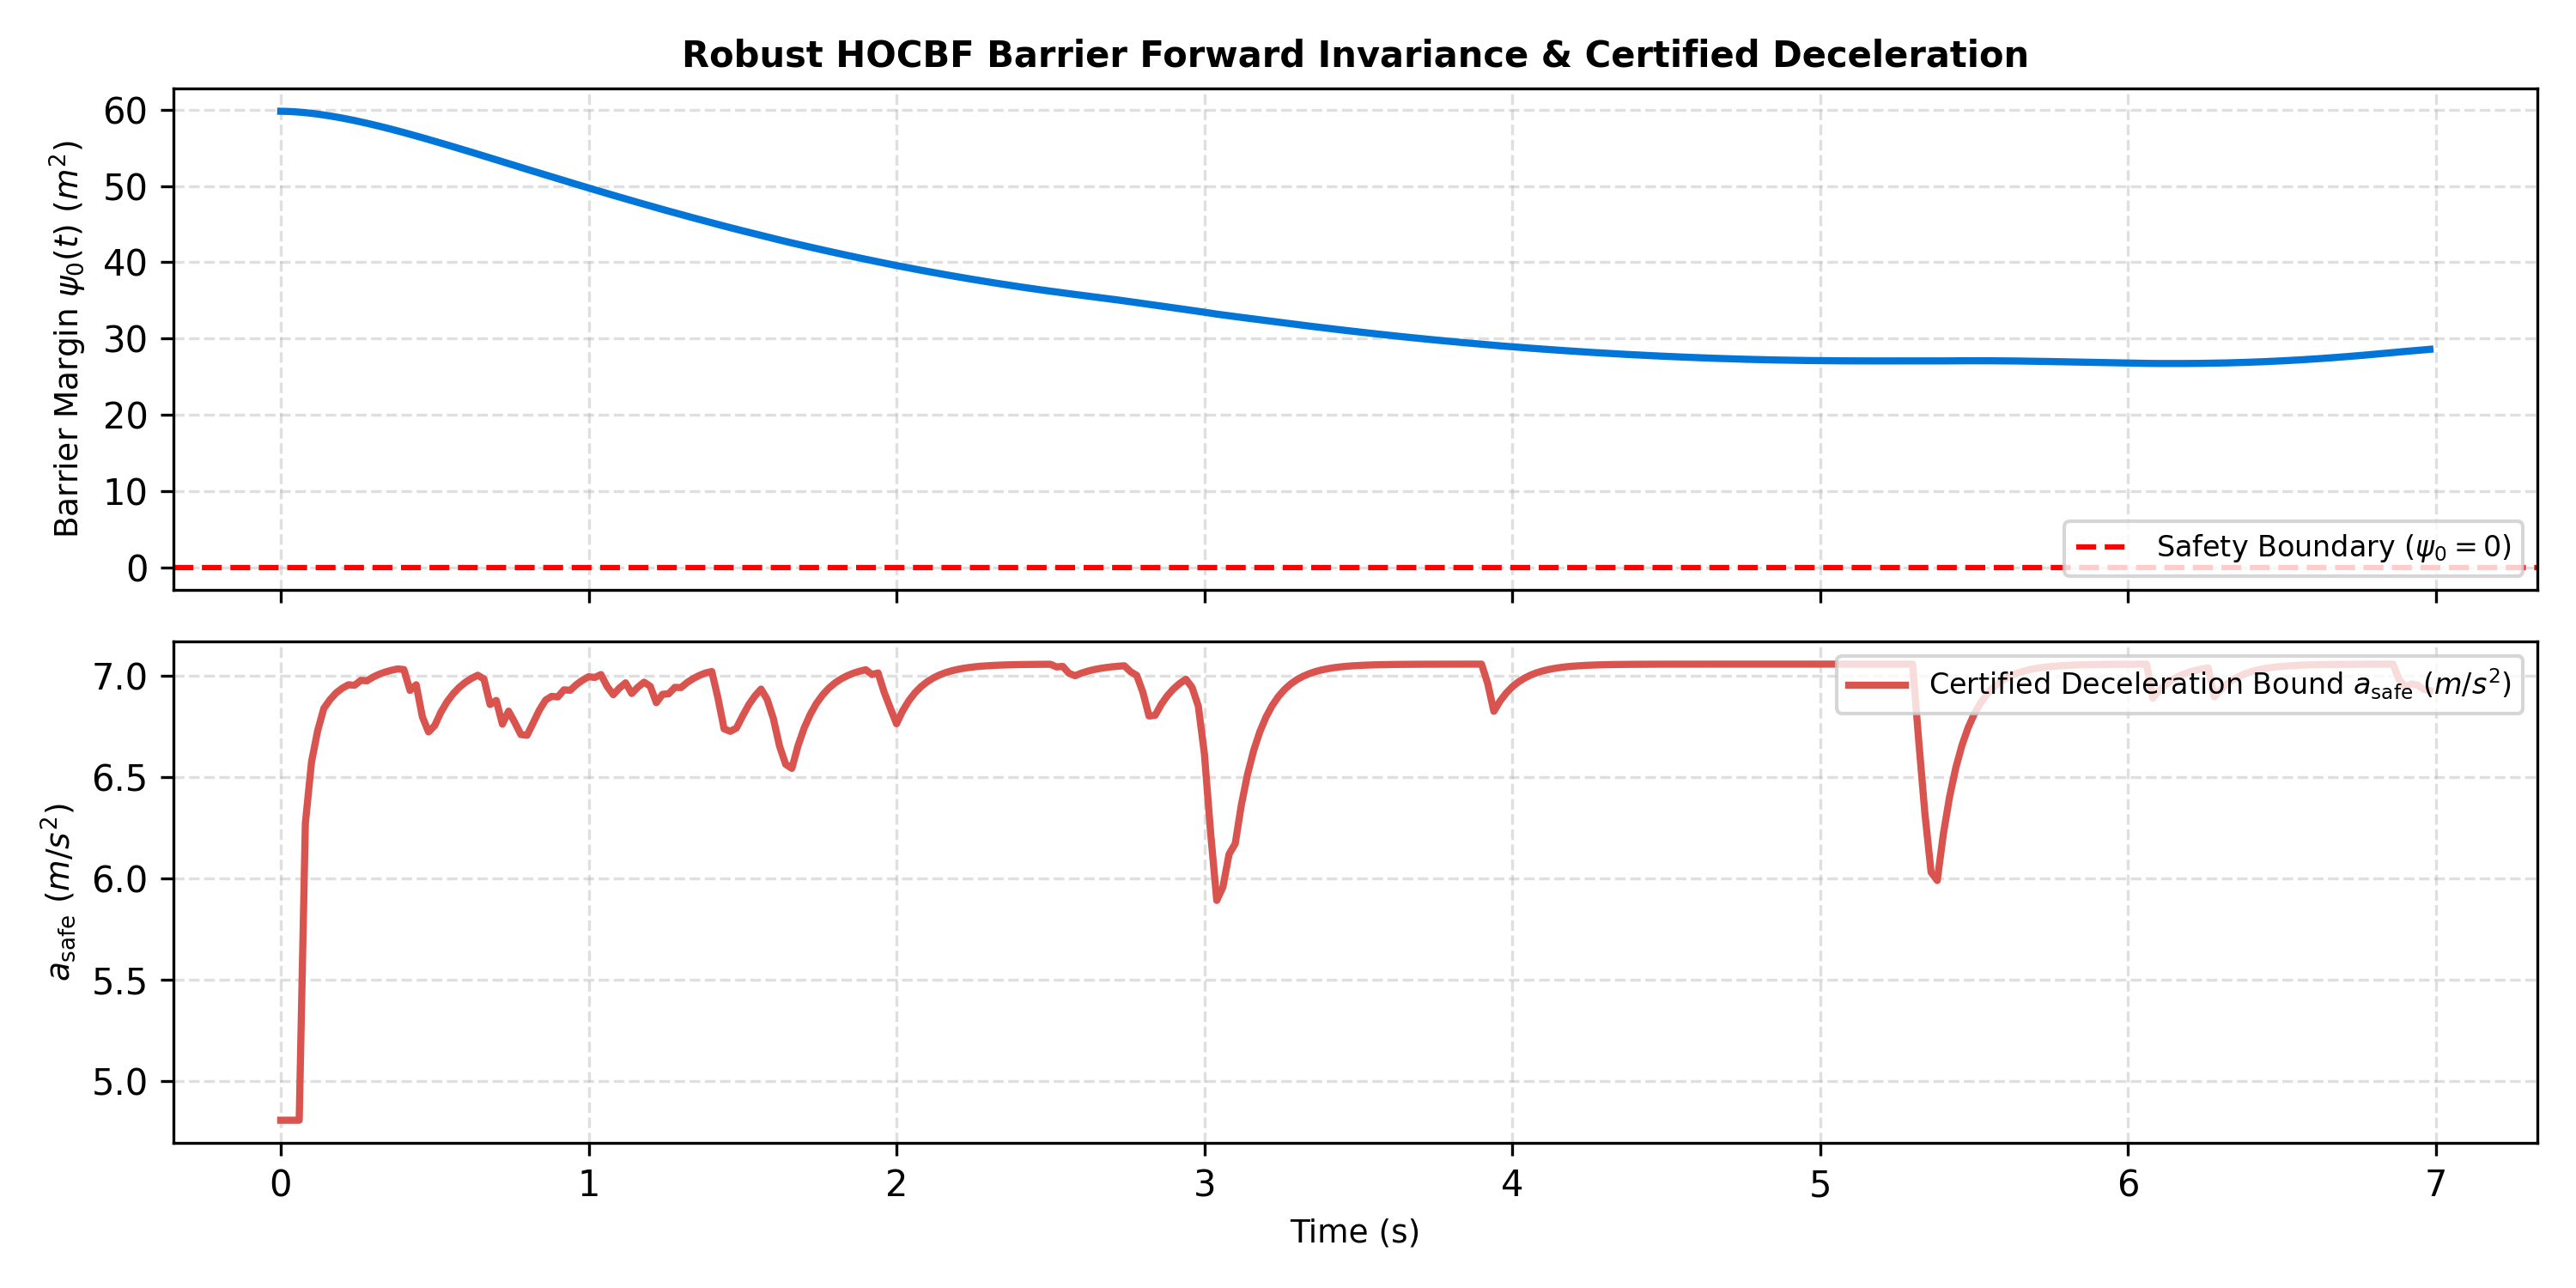 Robust HOCBF Barrier Forward Invariance & Certified Deceleration
Barrier Margin ψ₀(t) (m²)
60
50
40
30
20
10
0
Safety Boundary (ψ₀ = 0)
a_safe (m/s²)
7.0
6.5
6.0
5.5
5.0
Certified Deceleration Bound a_safe (m/s²)
0 1 2 3 4 5 6 7
Time (s)